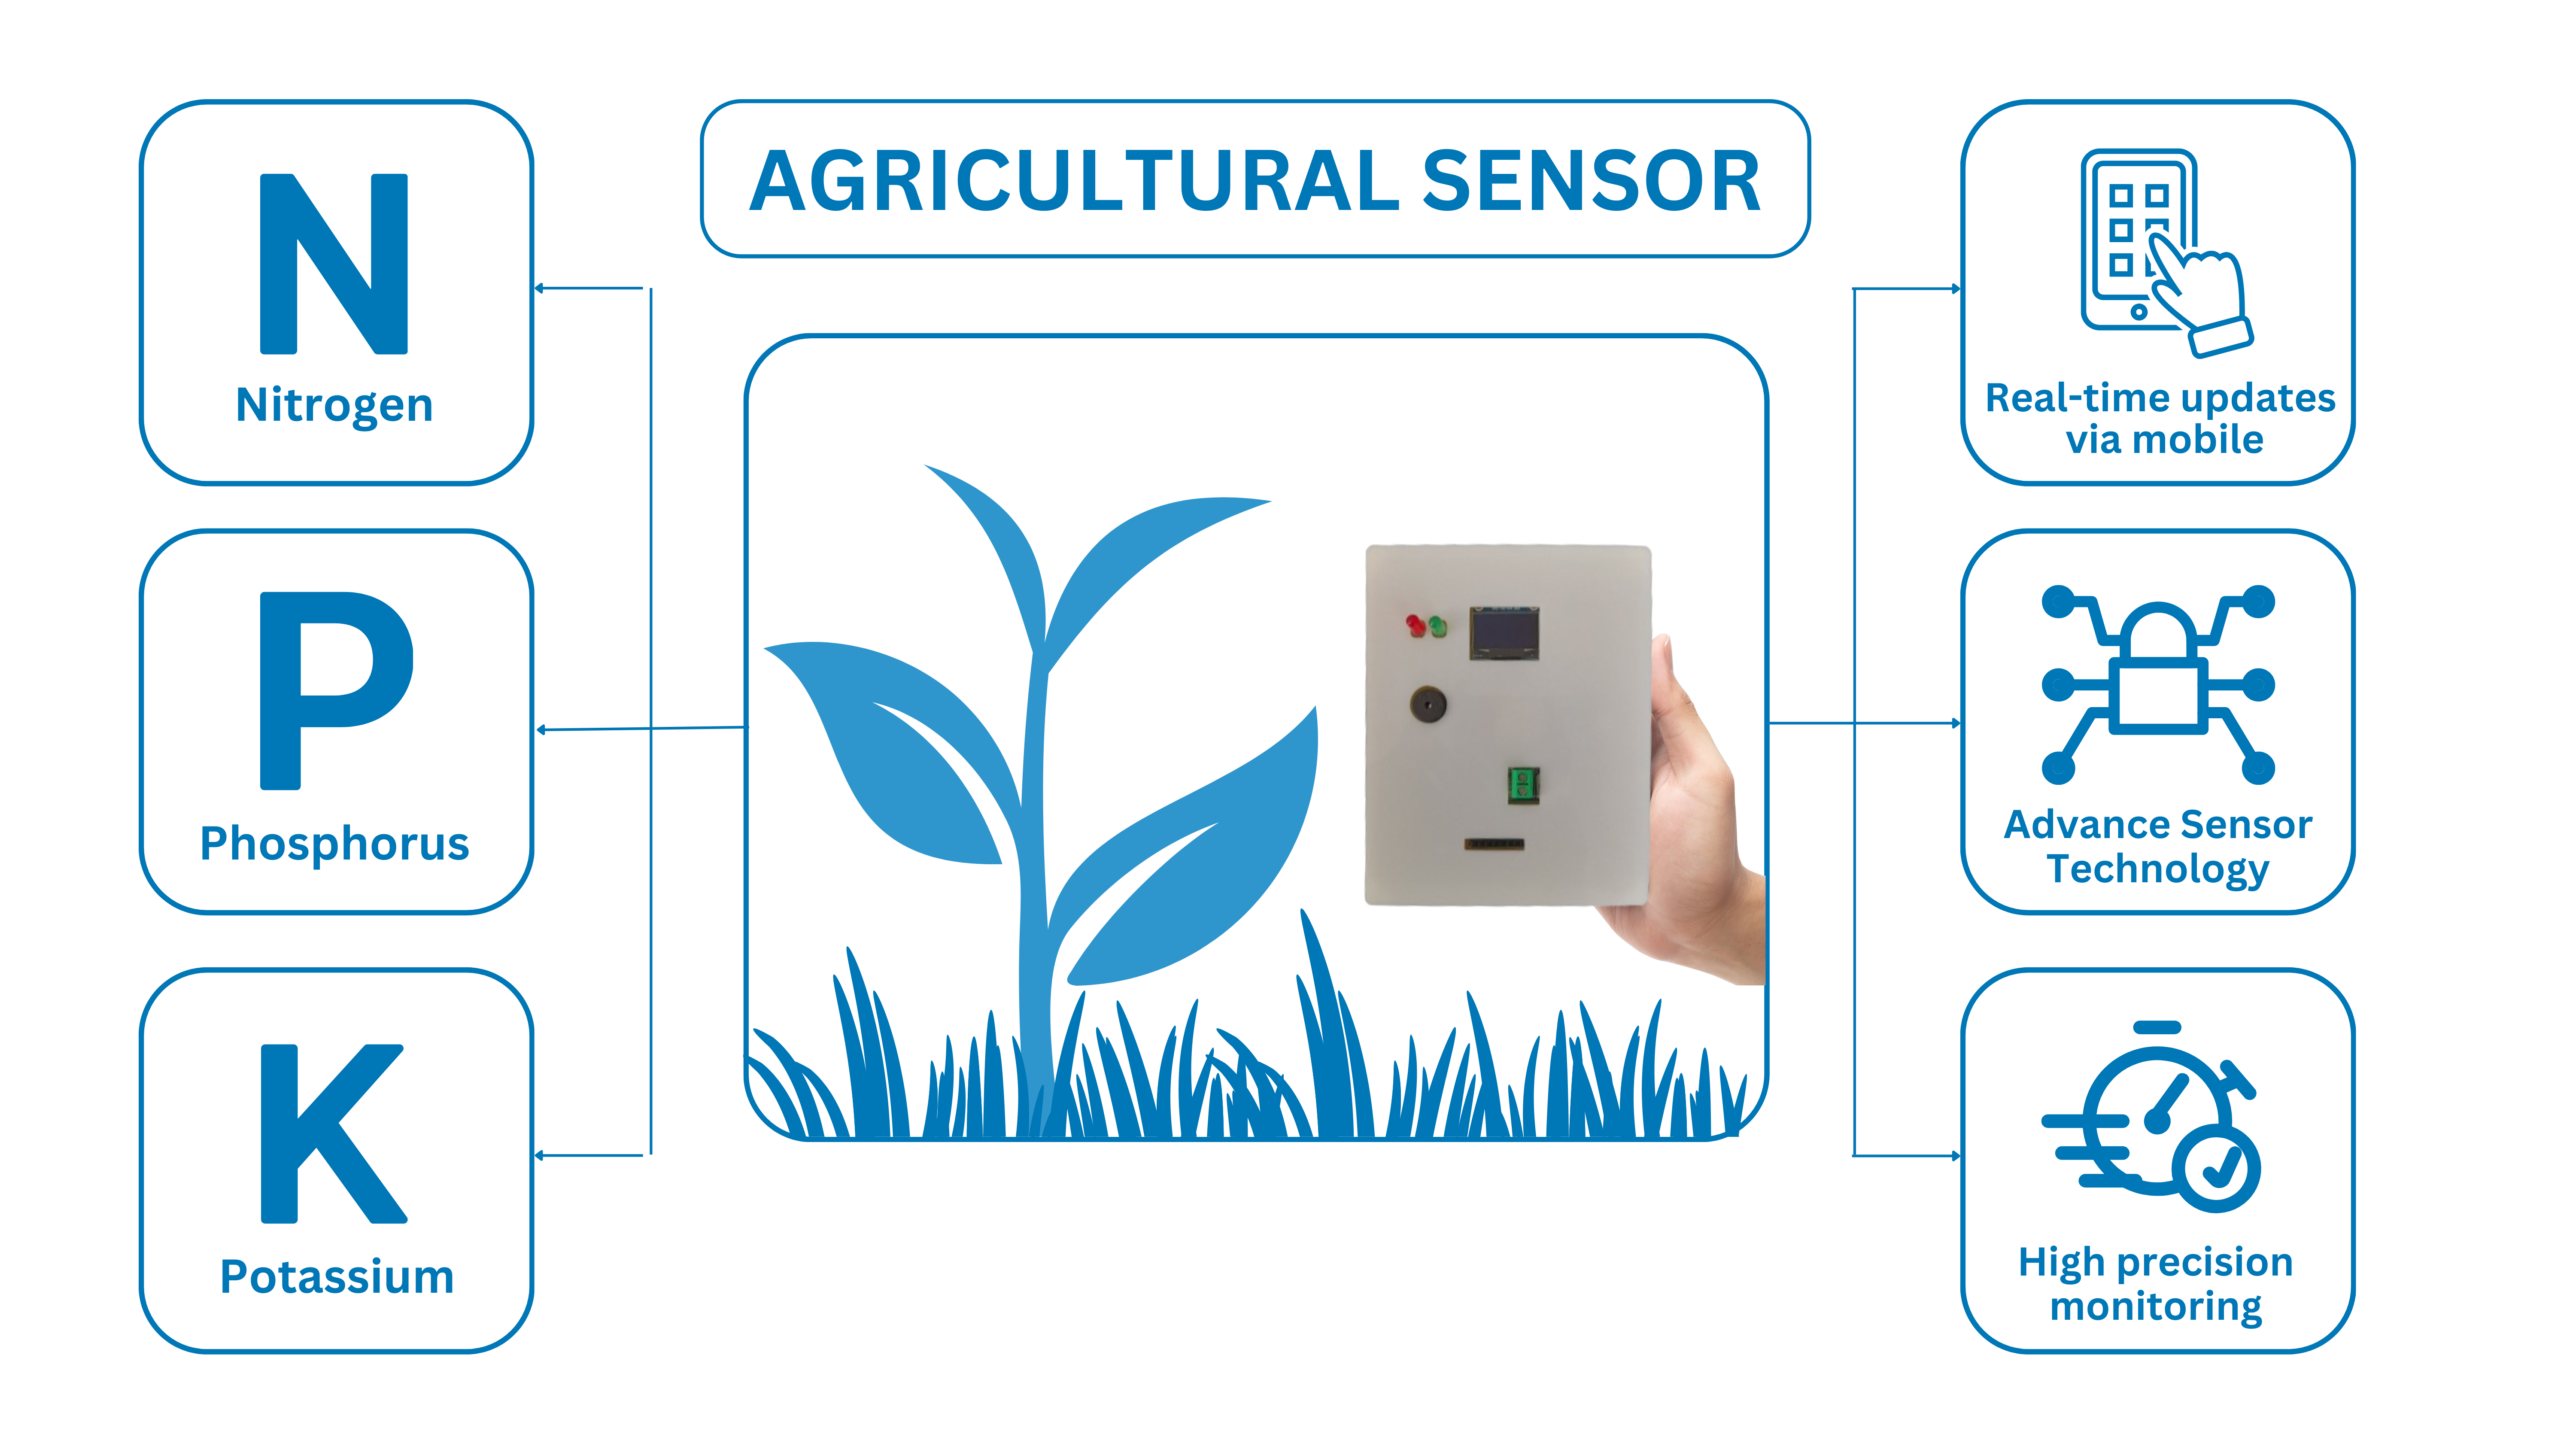 AGRICULTURAL SENSOR
N
Nitrogen
P
Phosphorus
K
Potassium
Real-time updates
via mobile
Advance Sensor
Technology
High precision
monitoring